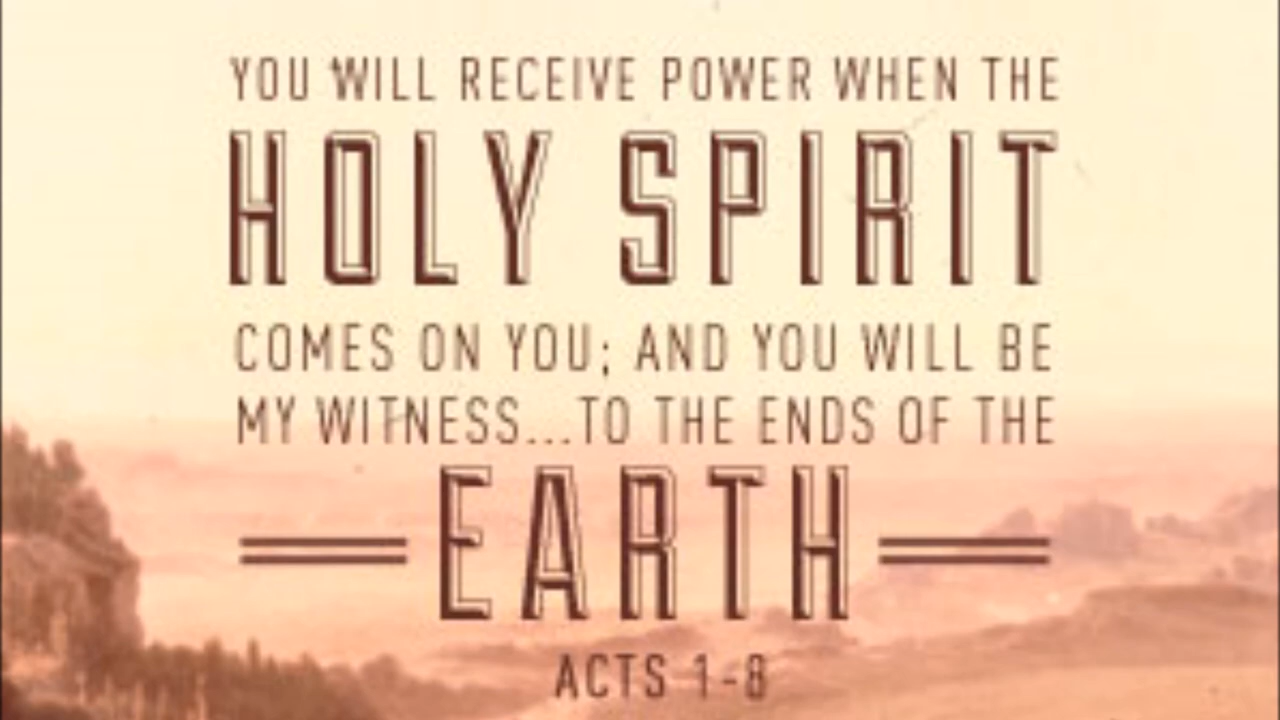 YOU WILL RECEIVE POWER WHEN THE
HOLY SPIRIT
COMES ON YOU; AND YOU WILL BE
MY WITNESS...TO THE ENDS OF THE
EARTH
ACTS 1-8